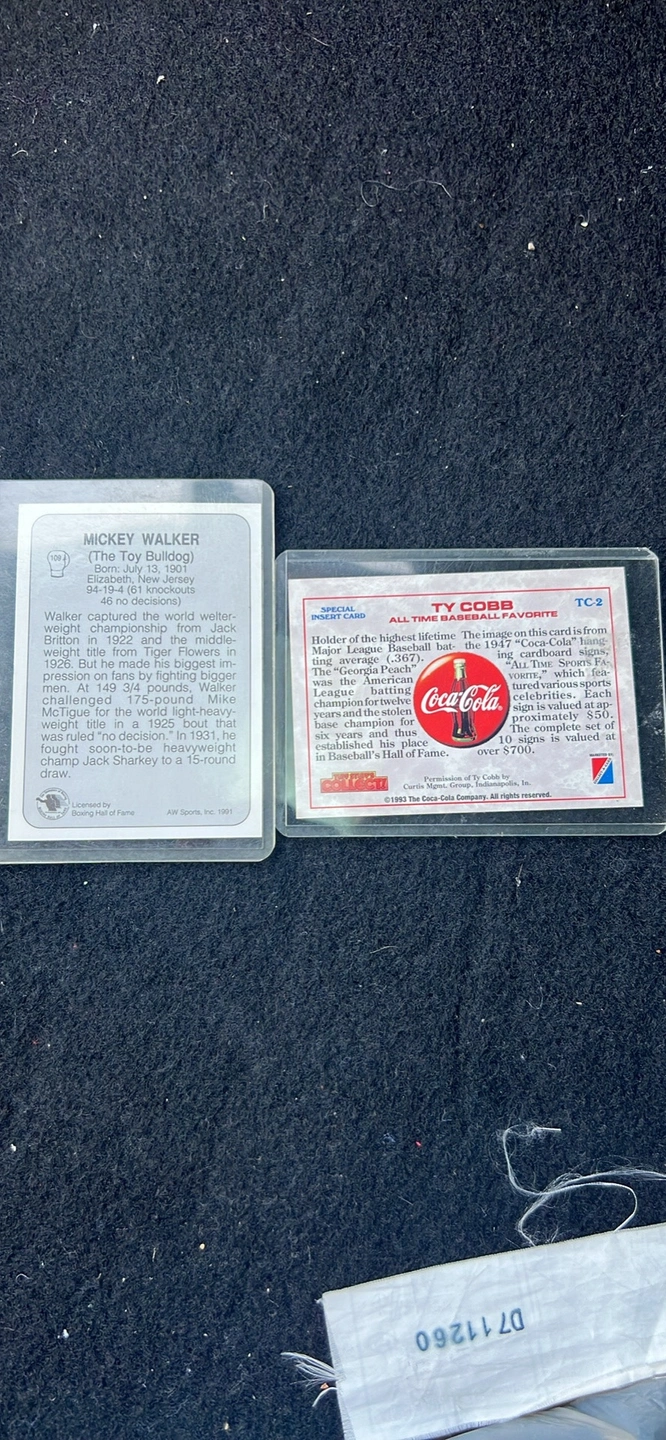 MICKEY WALKER
109
(The Toy Bulldog)
Born: July 13, 1901
Elizabeth, New Jersey
94-19-4 (61 knockouts
46 no decisions)
Walker captured the world welter-
weight championship from Jack
Britton in 1922 and the middle-
weight title from Tiger Flowers in
1926. But he made his biggest im-
pression on fans by fighting bigger
men. At 149 3/4 pounds, Walker
challenged 175-pound Mike
McTigue for the world light-heavy-
weight title in a 1925 bout that
was ruled "no decision." In 1931, he
fought soon-to-be heavyweight
champ Jack Sharkey to a 15-round
draw.
Licensed by
Boxing Hall of Fame
AW Sports, Inc. 1991
SPECIAL
INSERT CARD
TY COBB
ALL TIME BASEBALL FAVORITE
TC-2
Holder of the highest lifetime
Major League Baseball bat-
ting average (.367).
The "Georgia Peach"
was the American
League batting
champion for twelve
years and the stolen
base champion for
six years and thus
established his place
in Baseball's Hall of Fame.
The image on this card is from
the 1947 "Coca-Cola" hang-
ing cardboard signs,
"ALL TIME SPORTS FA-
VORITE," which fea-
tured various sports
celebrities. Each
sign is valued at ap-
proximately $50.
The complete set of
10 signs is valued at
over $700.
Coca-Cola
Permission of Ty Cobb by
Curtis Mgmt. Group, Indianapolis, In.
©1993 The Coca-Cola Company. All rights reserved.
D711260